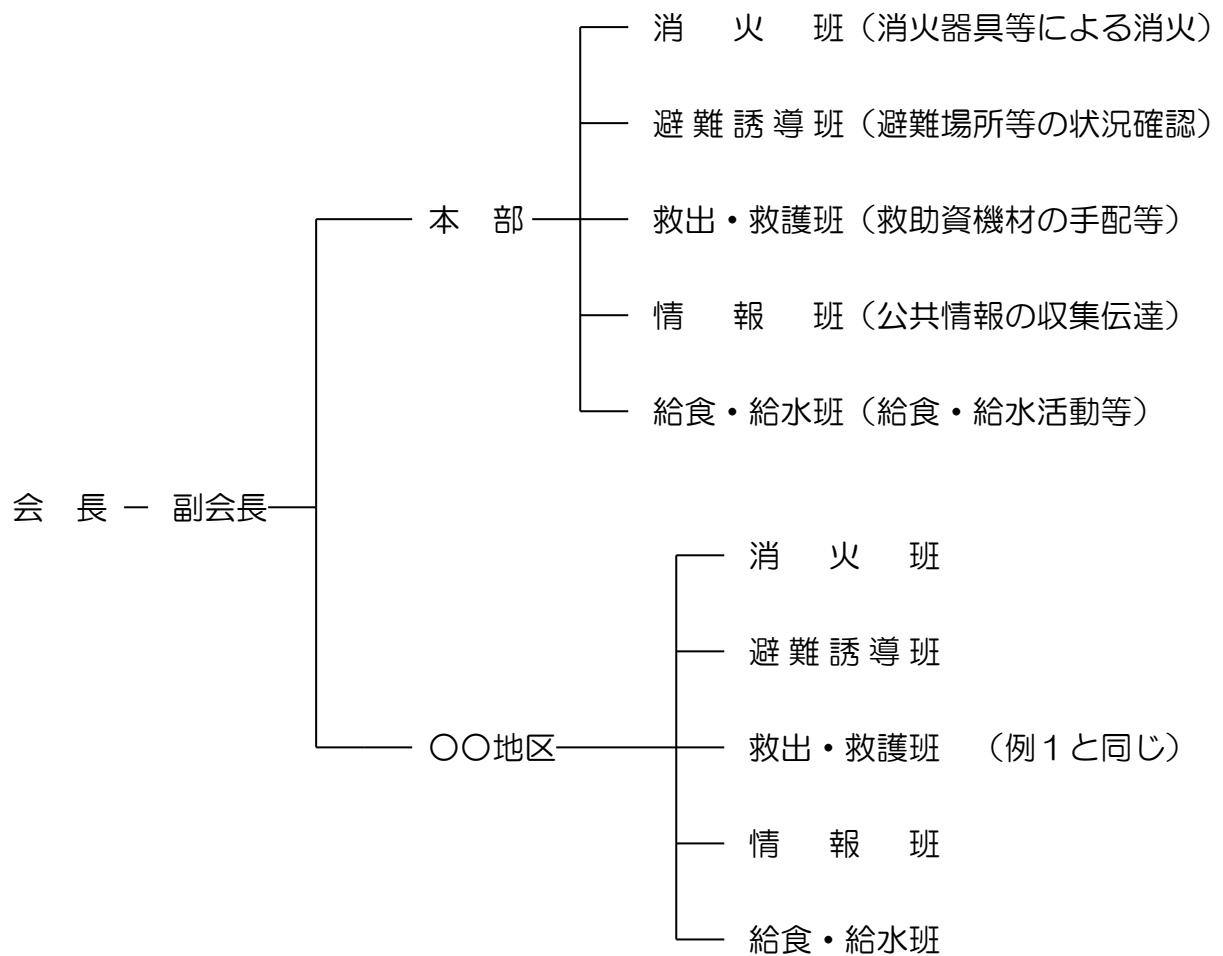 消火班（消火器具等による消火）
避難誘導班（避難場所等の状況確認）
本部
救出・救護班（救助資機材の手配等）
情報班（公共情報の収集伝達）
給食・給水班（給食・給水活動等）
会長 － 副会長
消火班
避難誘導班
〇〇地区
救出・救護班 （例１と同じ）
情報班
給食・給水班